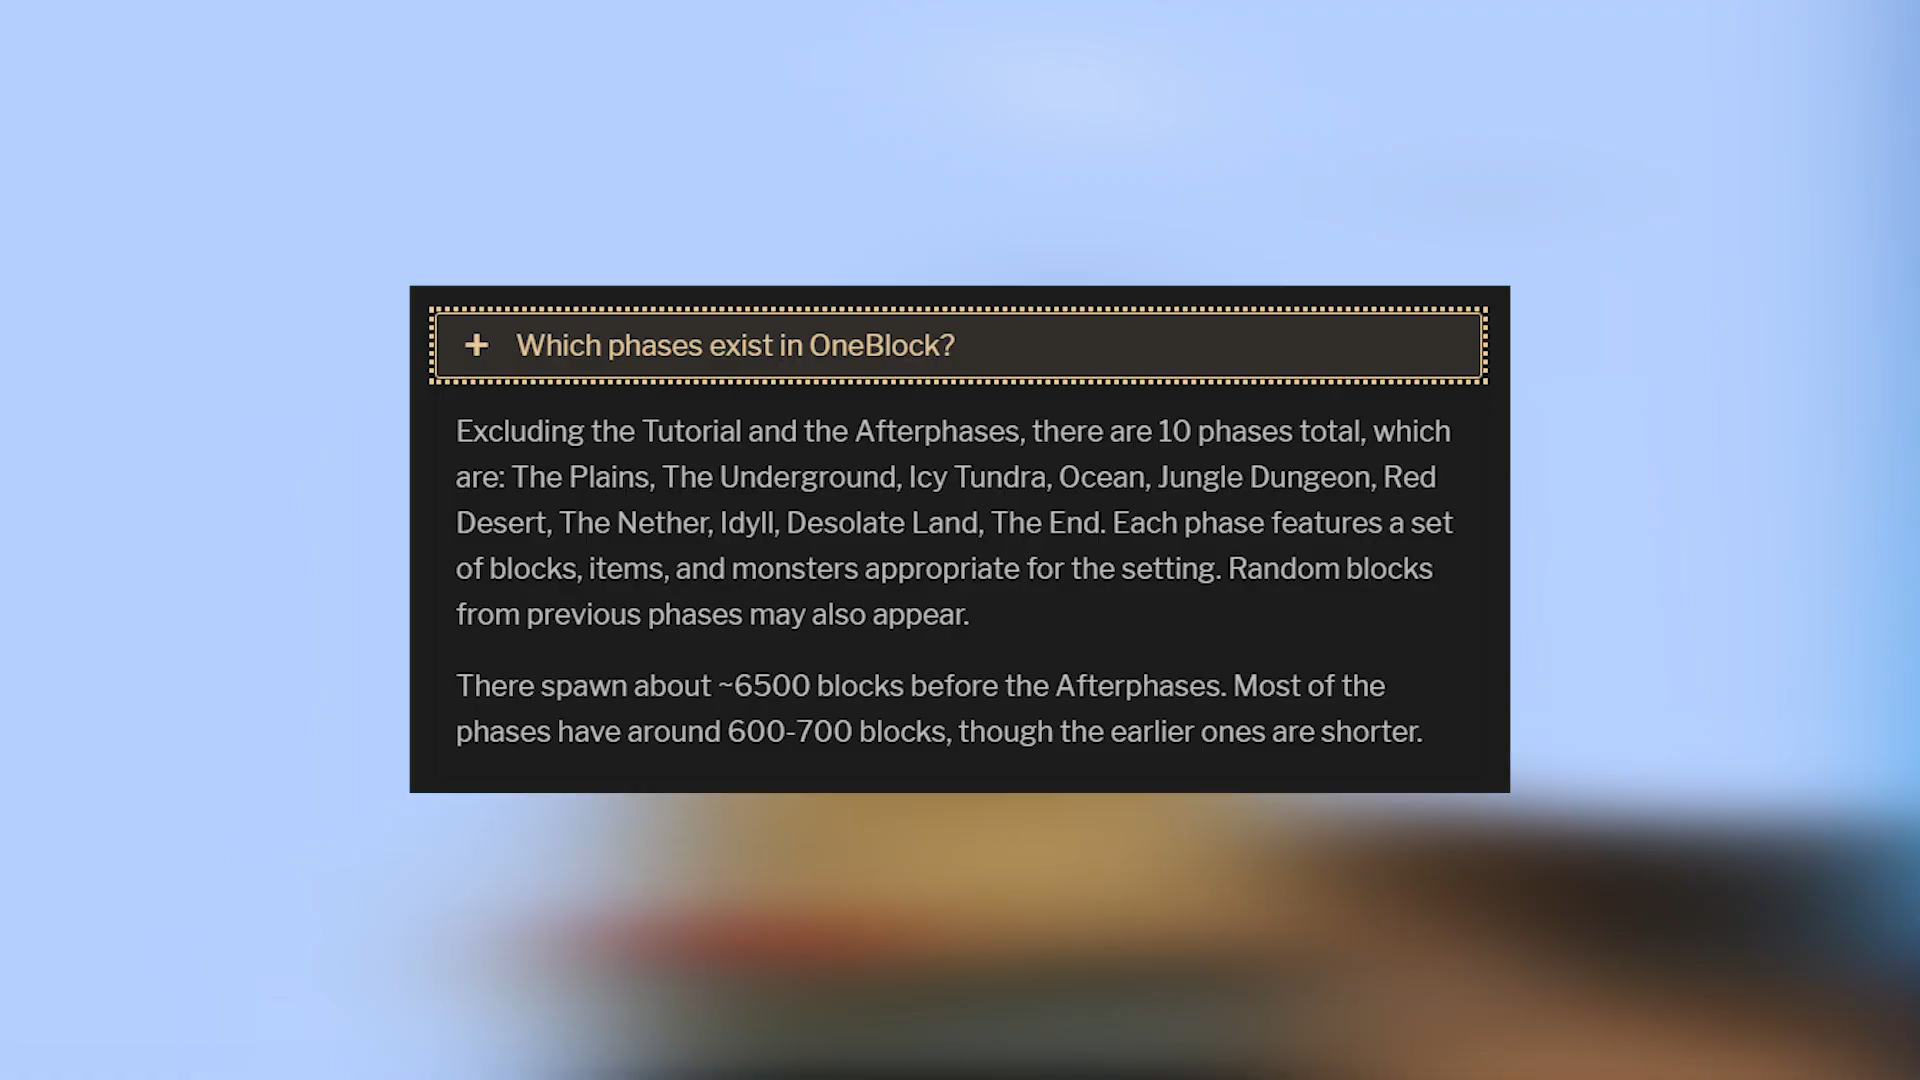 + Which phases exist in OneBlock?
Excluding the Tutorial and the Afterphases, there are 10 phases total, which
are: The Plains, The Underground, Icy Tundra, Ocean, Jungle Dungeon, Red
Desert, The Nether, Idyll, Desolate Land, The End. Each phase features a set
of blocks, items, and monsters appropriate for the setting. Random blocks
from previous phases may also appear.
There spawn about ~6500 blocks before the Afterphases. Most of the
phases have around 600-700 blocks, though the earlier ones are shorter.